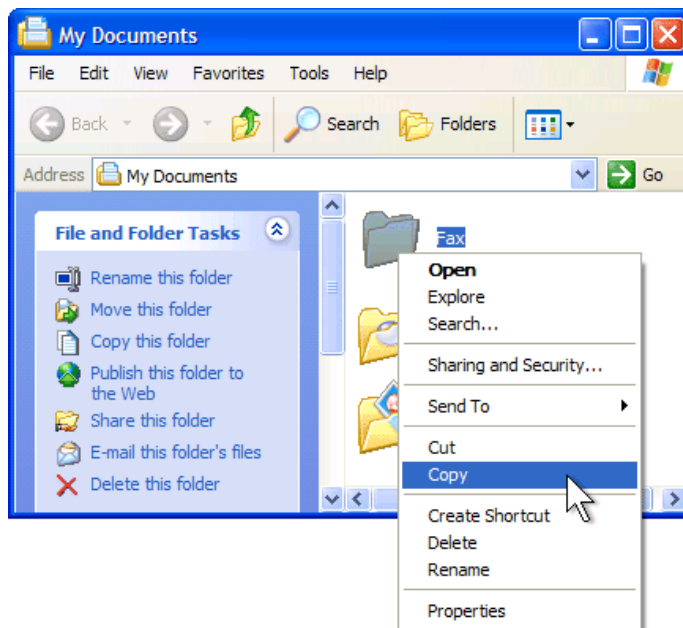 My Documents
File Edit View Favorites Tools Help
Back Search Folders
Address My Documents Go
File and Folder Tasks
Rename this folder
Move this folder
Copy this folder
Publish this folder to
the Web
Share this folder
E-mail this folder's files
Delete this folder
Fax
Open
Explore
Search...
Sharing and Security...
Send To
Cut
Copy
Create Shortcut
Delete
Rename
Properties